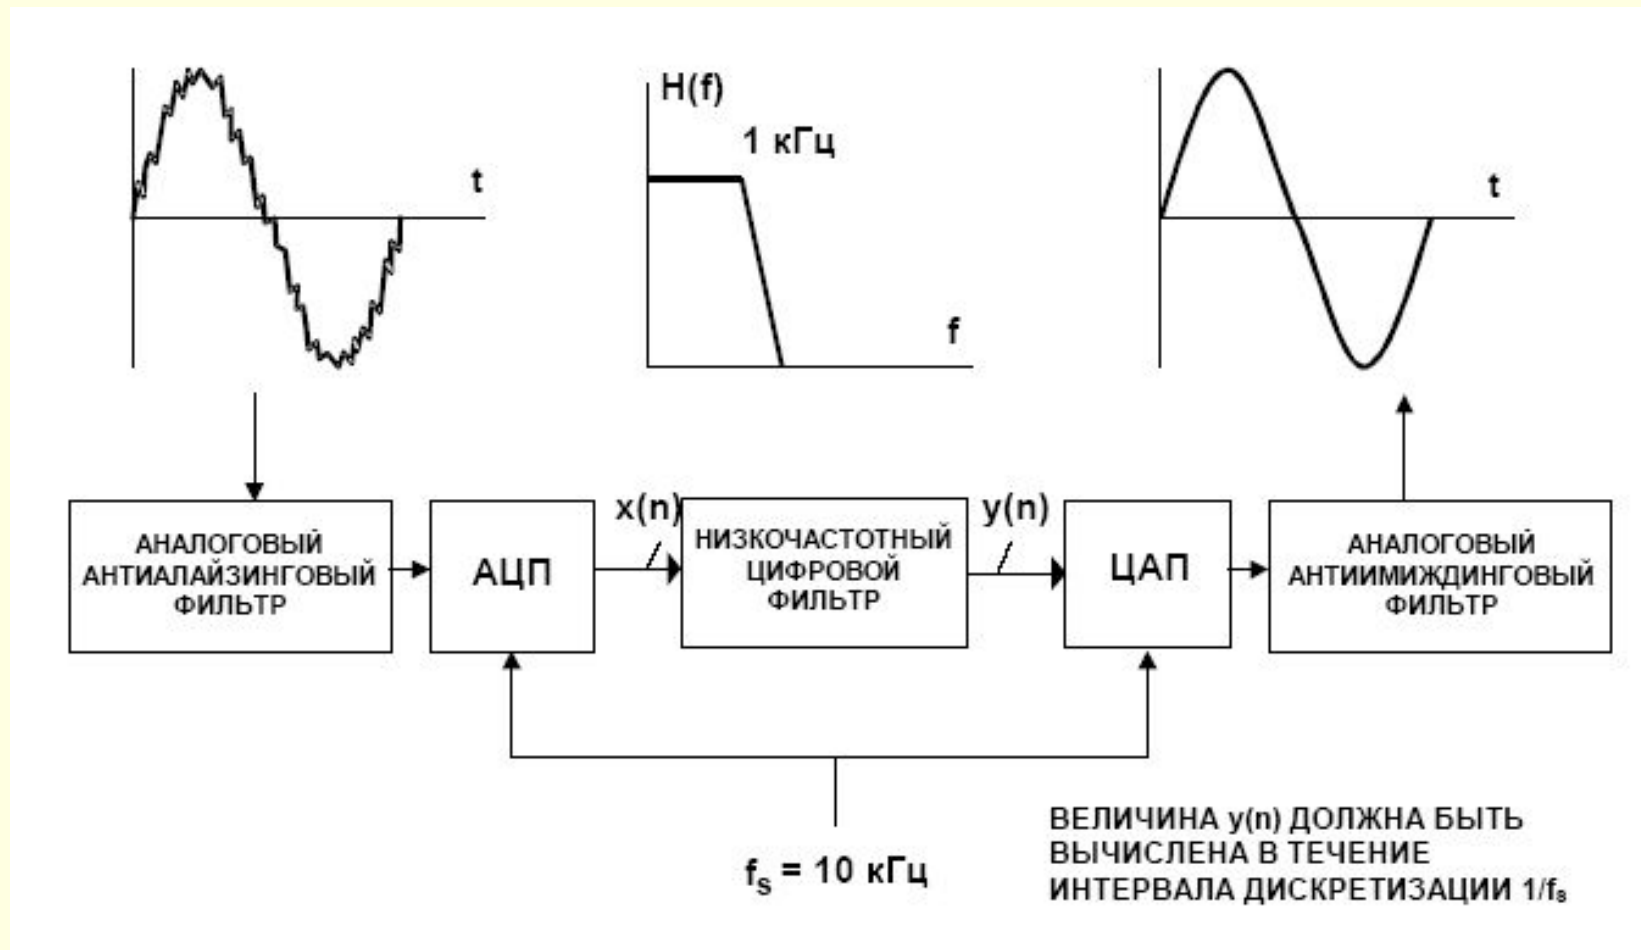 t
H(f)
1 кГц
f
t
АНАЛОГОВЫЙ
АНТИАЛАЙЗИНГОВЫЙ
ФИЛЬТР
АЦП
x(n)
НИЗКОЧАСТОТНЫЙ
ЦИФРОВОЙ
ФИЛЬТР
y(n)
ЦАП
АНАЛОГОВЫЙ
АНТИИМИДЖИНГОВЫЙ
ФИЛЬТР
fs = 10 кГц
ВЕЛИЧИНА y(n) ДОЛЖНА БЫТЬ
ВЫЧИСЛЕНА В ТЕЧЕНИЕ
ИНТЕРВАЛА ДИСКРЕТИЗАЦИИ 1/fs